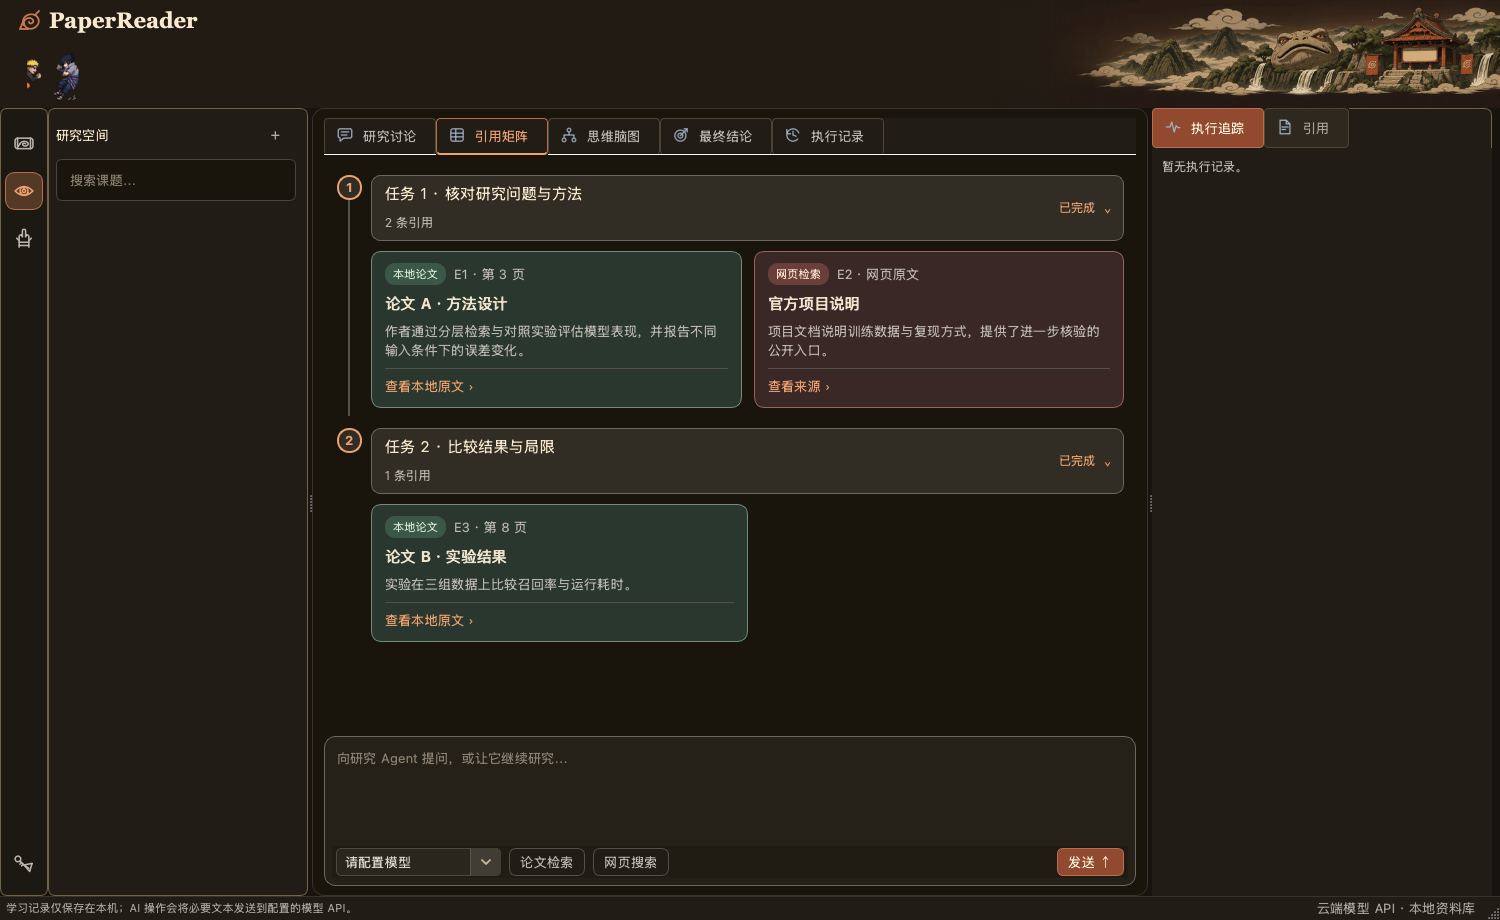 PaperReader
研究空间
+
搜索课题...
研究讨论
引用矩阵
思维脑图
最终结论
执行记录
1
任务 1 · 核对研究问题与方法
2 条引用
已完成
本地论文
E1 · 第 3 页
论文 A · 方法设计
作者通过分层检索与对照实验评估模型表现，并报告不同
输入条件下的误差变化。
查看本地原文 ›
网页检索
E2 · 网页原文
官方项目说明
项目文档说明训练数据与复现方式，提供了进一步核验的
公开入口。
查看来源 ›
2
任务 2 · 比较结果与局限
1 条引用
已完成
本地论文
E3 · 第 8 页
论文 B · 实验结果
实验在三组数据上比较召回率与运行耗时。
查看本地原文 ›
向研究 Agent 提问，或让它继续研究...
请配置模型
论文检索
网页搜索
发送 ↑
执行追踪
引用
暂无执行记录。
学习记录仅保存在本机；AI 操作会将必要文本发送到配置的模型 API。
云端模型 API · 本地资料库